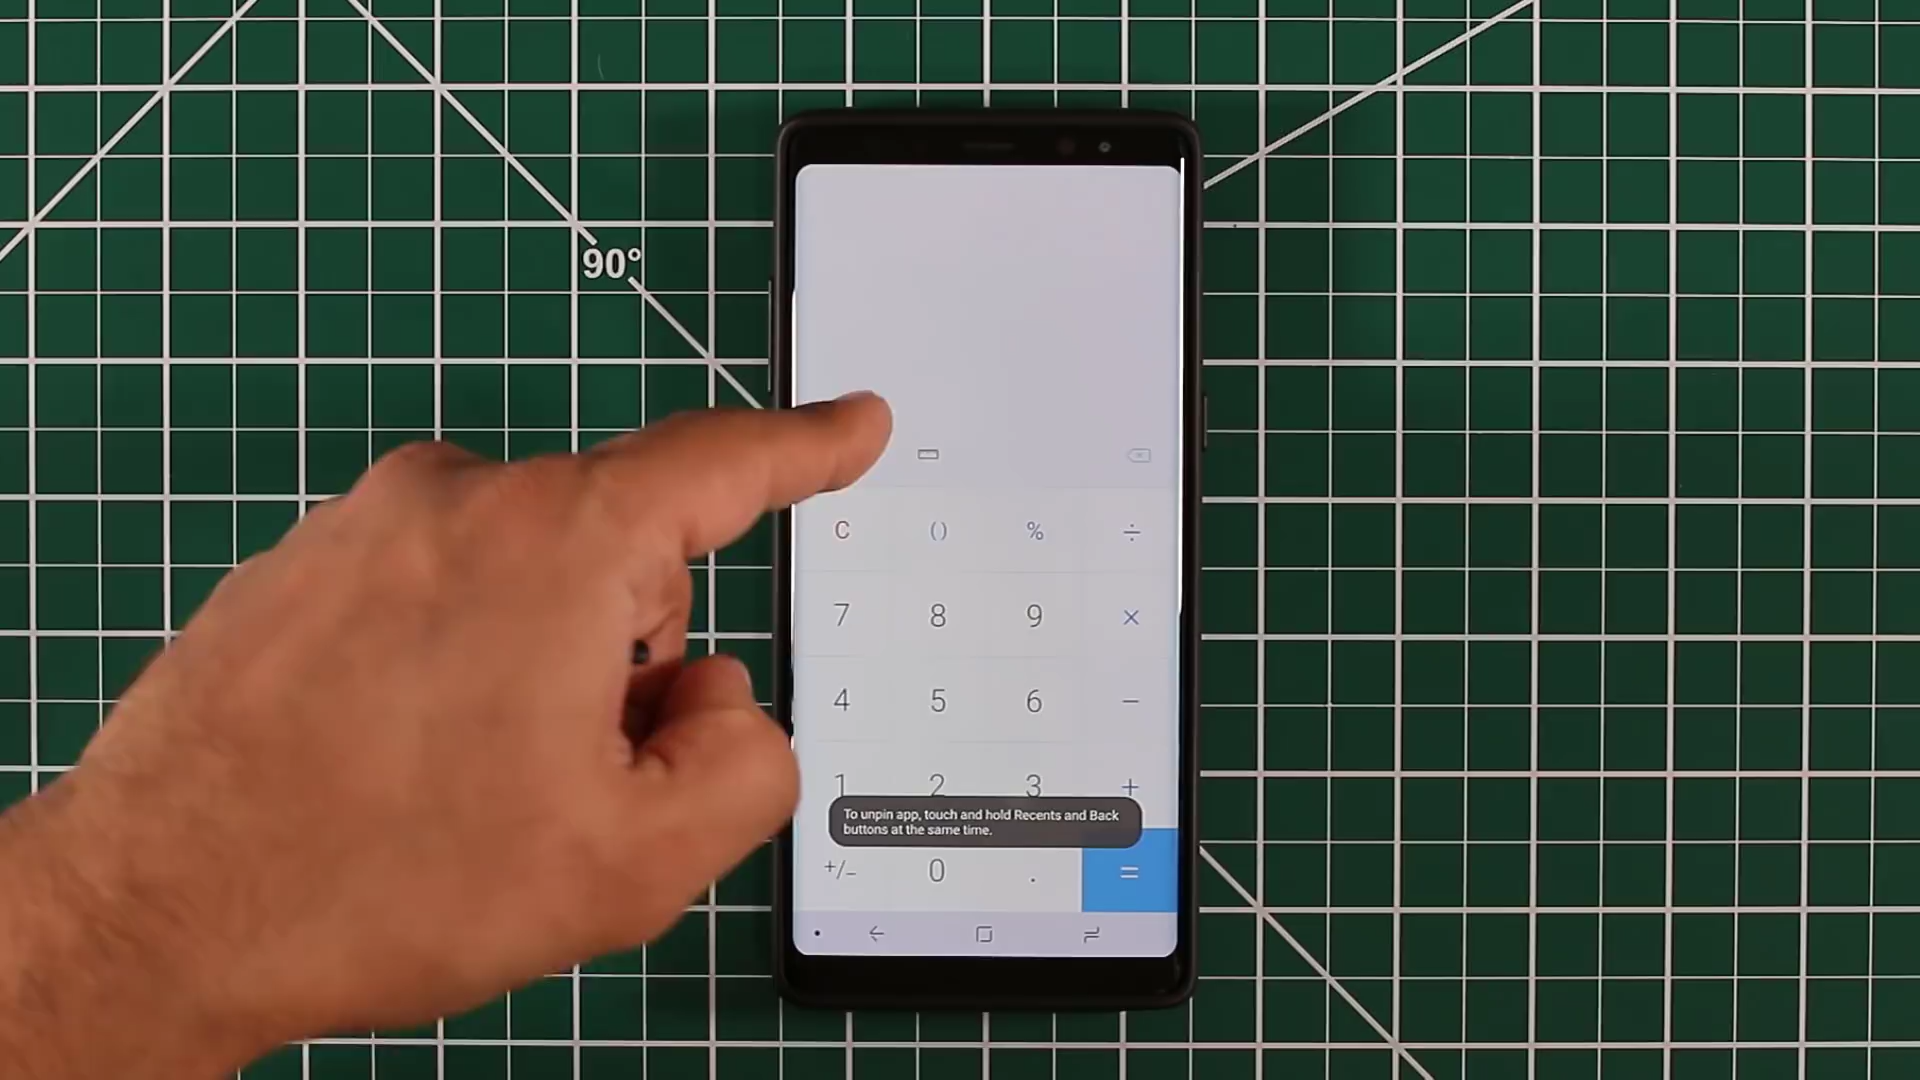 90°
C () % ÷
7 8 9 ×
4 5 6 −
1 2 3 +
To unpin app, touch and hold Recents and Back
buttons at the same time.
+/− 0 . =